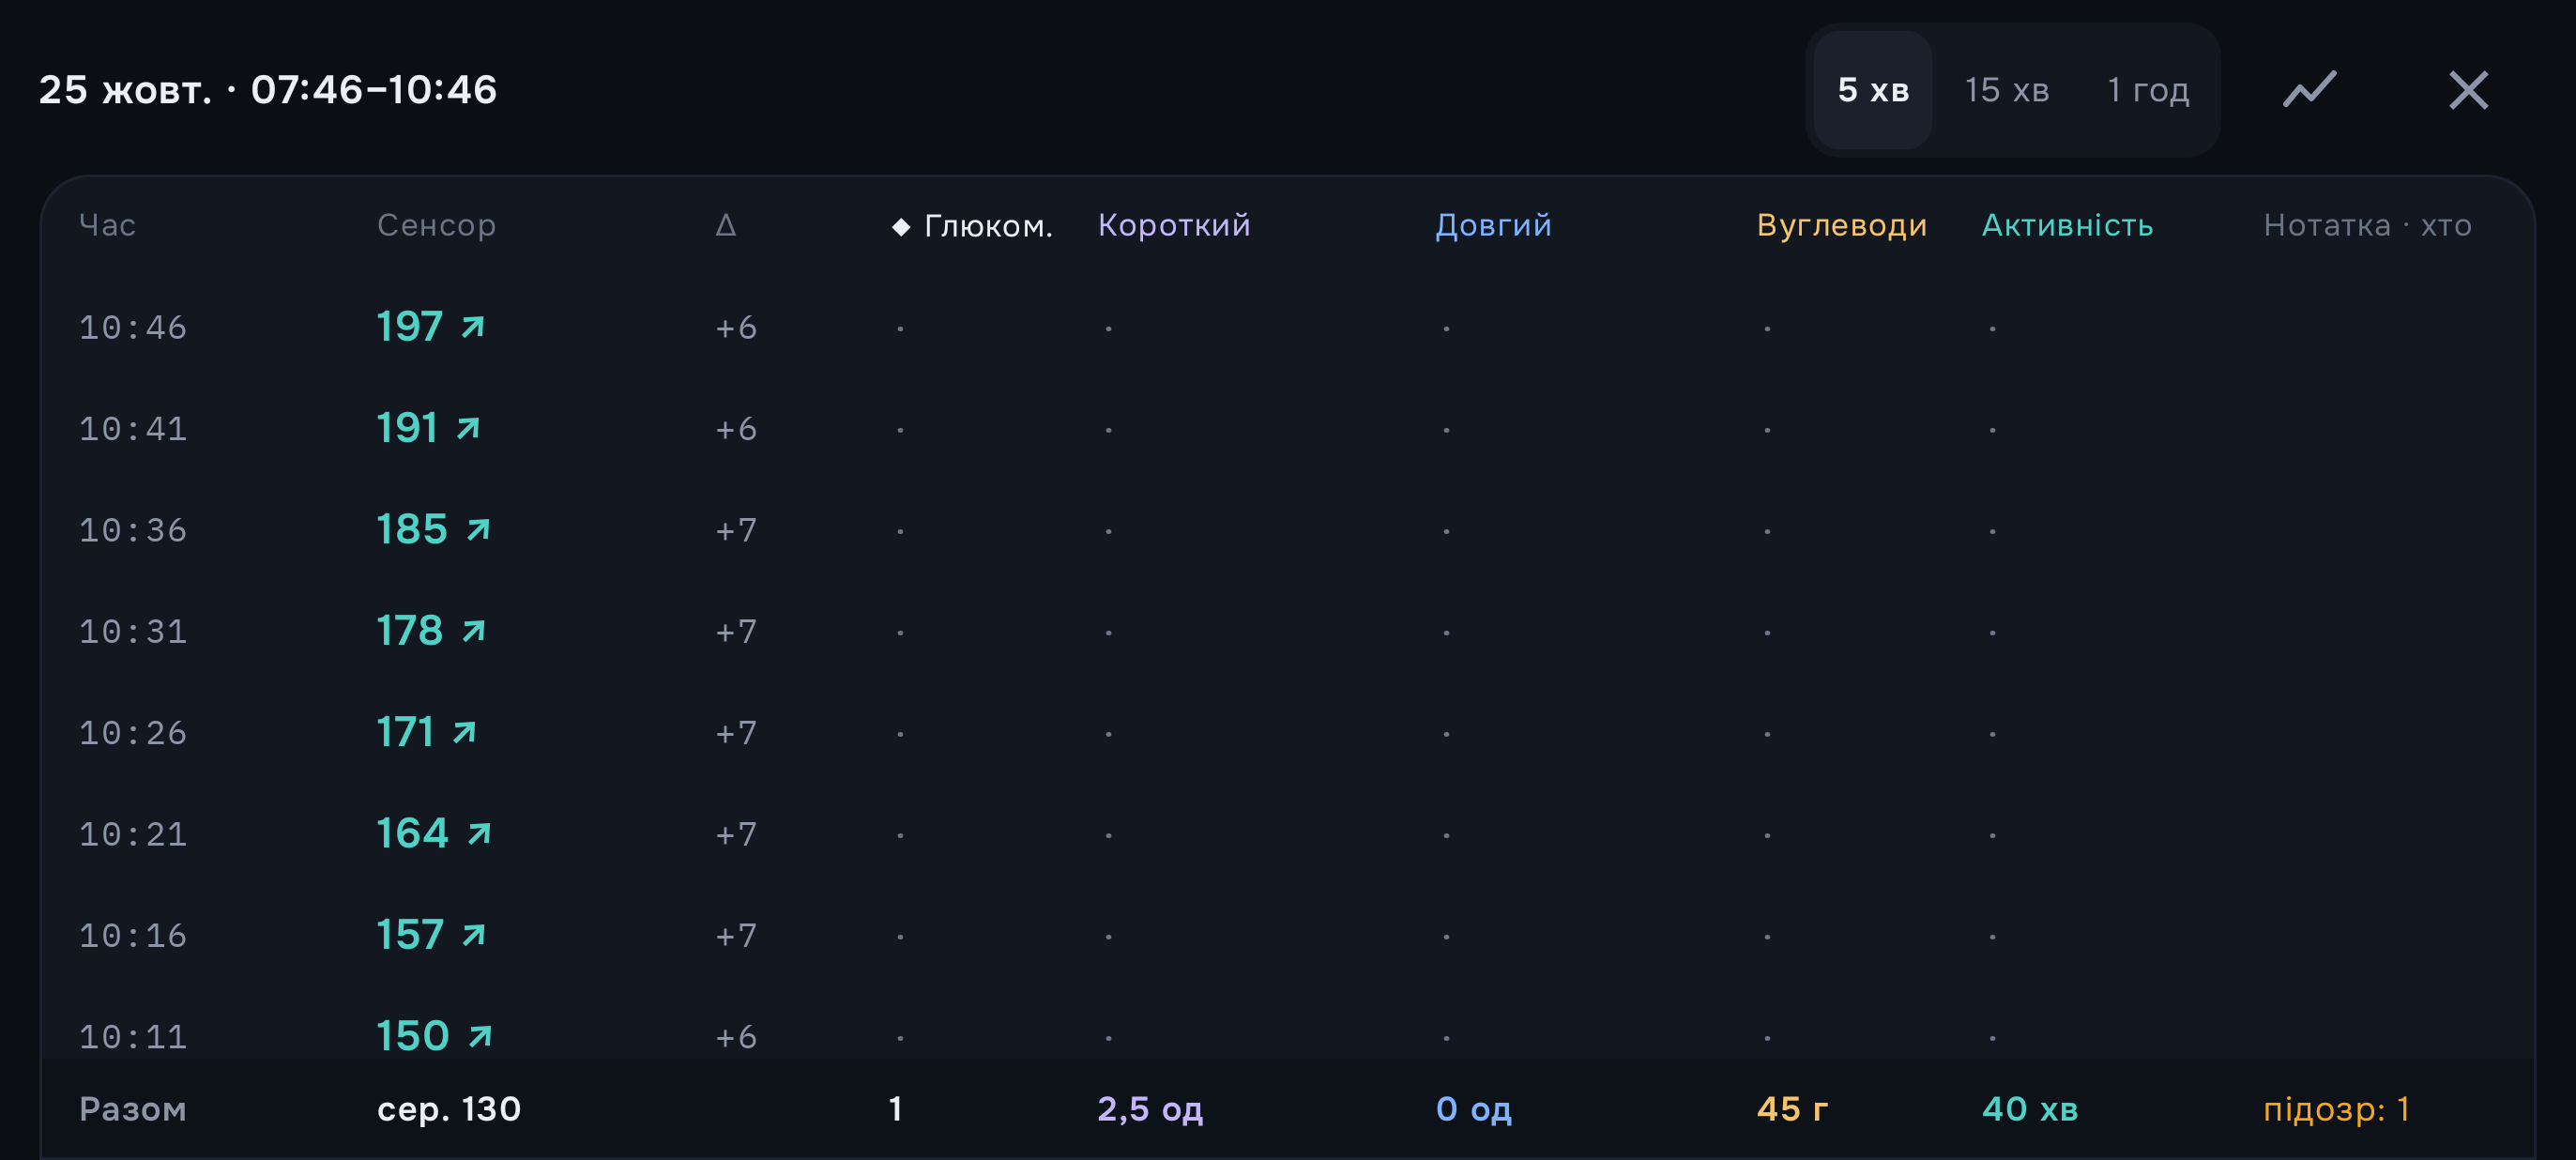 25 жовт. · 07:46–10:46 5 хв 15 хв 1 год
Час Сенсор Δ ◆ Глюком. Короткий Довгий Вуглеводи Активність Нотатка · хто
10:46 197 ↗ +6 · · · · ·
10:41 191 ↗ +6 · · · · ·
10:36 185 ↗ +7 · · · · ·
10:31 178 ↗ +7 · · · · ·
10:26 171 ↗ +7 · · · · ·
10:21 164 ↗ +7 · · · · ·
10:16 157 ↗ +7 · · · · ·
10:11 150 ↗ +6 · · · · ·
Разом сер. 130 1 2,5 од 0 од 45 г 40 хв підозр: 1